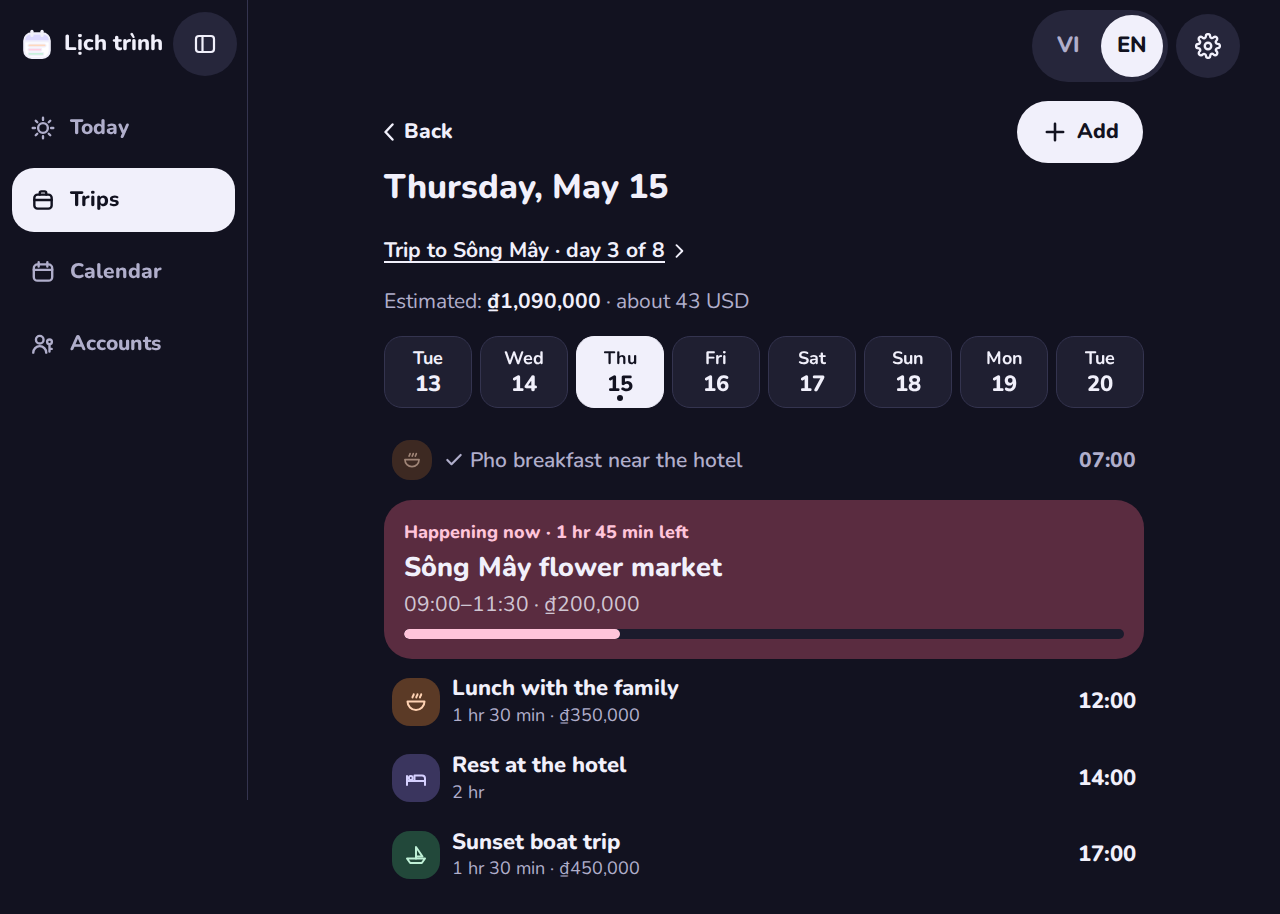 Lịch trình
VI
EN
Today
Trips
Calendar
Accounts
Back
Add
Thursday, May 15
Trip to Sông Mây · day 3 of 8
Estimated: ₫1,090,000 · about 43 USD
Tue Wed Thu Fri Sat Sun Mon Tue
13 14 15 16 17 18 19 20
Pho breakfast near the hotel 07:00
Happening now · 1 hr 45 min left
Sông Mây flower market
09:00–11:30 · ₫200,000
Lunch with the family 12:00
1 hr 30 min · ₫350,000
Rest at the hotel 14:00
2 hr
Sunset boat trip 17:00
1 hr 30 min · ₫450,000